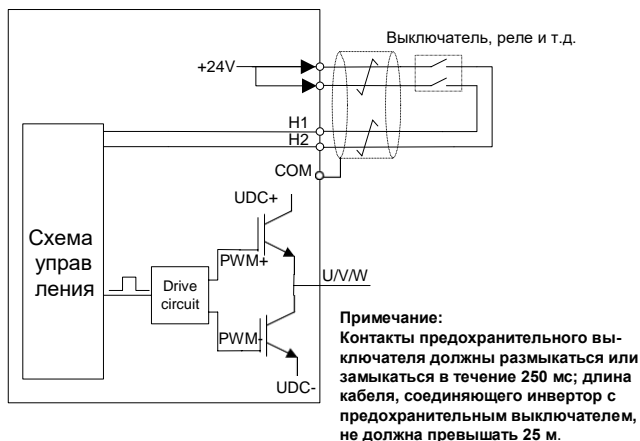 Выключатель, реле и т.д.
+24V
H1
H2
COM
UDC+
Схема
управ
ления
PWM+
Drive
circuit
U/V/W
PWM-
UDC-
Примечание:
Контакты предохранительного вы-
ключателя должны размыкаться или
замыкаться в течение 250 мс; длина
кабеля, соединяющего инвертор с
предохранительным выключателем,
не должна превышать 25 м.